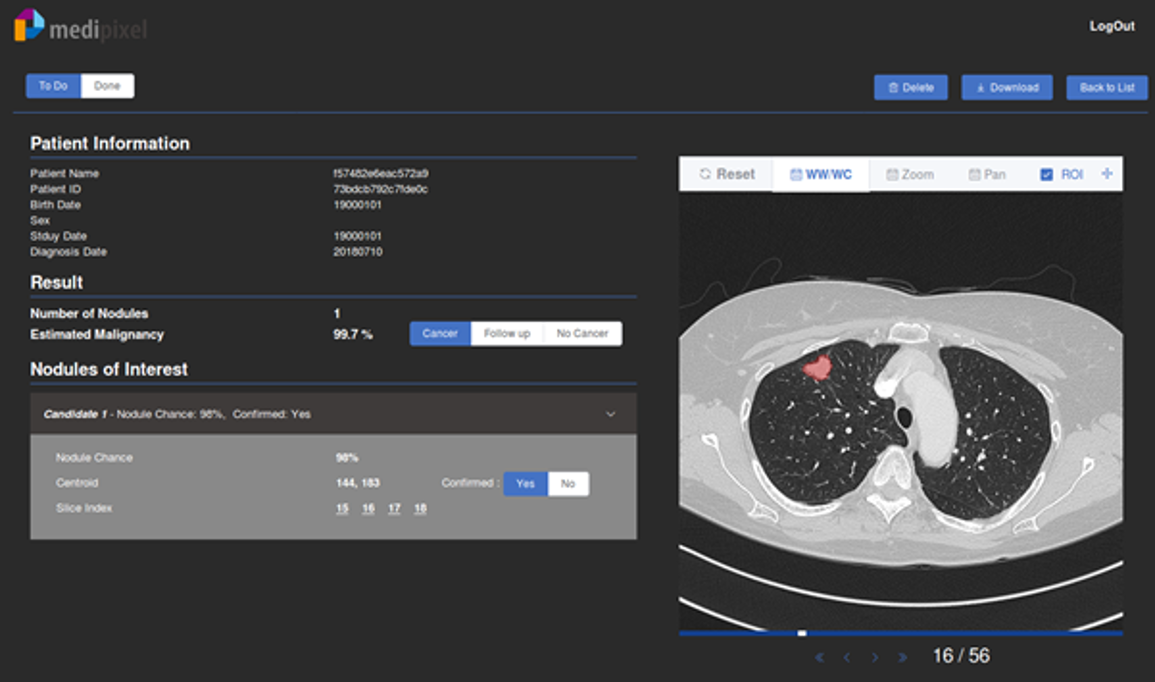 medipixel
LogOut
To Do Done
Delete Download Back to List
Patient Information
Patient Name f57482e6eac572a9
Patient ID 73bdcb792c7fde0c
Birth Date 19000101
Sex
Stduy Date 19000101
Diagnosis Date 20180710
Result
Number of Nodules 1
Estimated Malignancy 99.7 % Cancer Follow up No Cancer
Nodules of Interest
Candidate 1 - Nodule Chance: 98%, Confirmed: Yes
Nodule Chance 98%
Centroid 144, 183 Confirmed : Yes No
Slice Index 15 16 17 18
Reset WW/WC Zoom Pan ROI
16 / 56